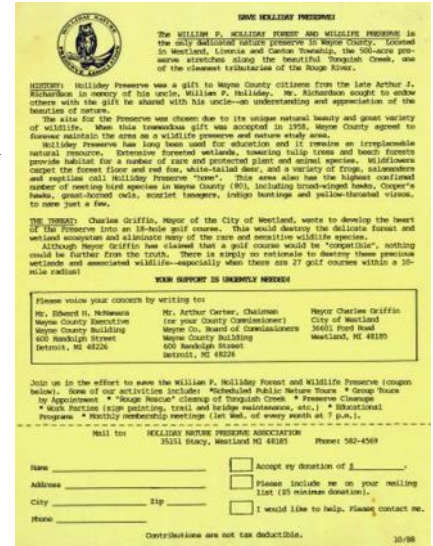 HOLLIDAY NATURE PRESERVE ASSOCIATION
SAVE HOLLIDAY PRESERVE!
The WILLIAM P. HOLLIDAY FOREST AND WILDLIFE PRESERVE is
the only dedicated nature preserve in Wayne County. Located
in Westland, Livonia and Canton Township, the 500-acre pre-
serve stretches along the beautiful Tonquish Creek, one
of the cleanest tributaries of the Rouge River.
HISTORY: Holliday Preserve was a gift to Wayne County citizens from the late Arthur J.
Richardson in memory of his uncle, William P. Holliday. Mr. Richardson sought to endow
others with the gift he shared with his uncle--an understanding and appreciation of the
beauties of nature.
The site for the Preserve was chosen due to its unique natural beauty and great variety
of wildlife. When this tremendous gift was accepted in 1958, Wayne County agreed to
forever maintain the area as a wildlife preserve and nature study area.
Holliday Preserve has long been used for education and it remains an irreplaceable
natural resource. Extensive forested wetlands, towering tulip trees and beech forests
provide habitat for a number of rare and protected plant and animal species. Wildflowers
carpet the forest floor and red fox, white-tailed deer, and a variety of frogs, salamanders
and reptiles call Holliday Preserve "home". This area also has the highest confirmed
number of nesting bird species in Wayne County (80), including broad-winged hawks, Cooper's
hawks, great-horned owls, scarlet tanagers, indigo buntings and yellow-throated vireos,
to name just a few.
THE THREAT: Charles Griffin, Mayor of the City of Westland, wants to develop the heart
of the Preserve into an 18-hole golf course. This would destroy the delicate forest and
wetland ecosystem and eliminate many of the rare and sensitive wildlife species.
Although Mayor Griffin has claimed that a golf course would be "compatible", nothing
could be further from the truth. There is simply no rationale to destroy these precious
wetlands and associated wildlife--especially when there are 27 golf courses within a 10-
mile radius!
YOUR SUPPORT IS URGENTLY NEEDED!
Please voice your concern by writing to:
Mr. Edward H. McNamara
Wayne County Executive
Wayne County Building
600 Randolph Street
Detroit, MI 48226
Mr. Arthur Carter, Chairman
(or your County Commissioner)
Wayne Co. Board of Commissioners
Wayne County Building
600 Randolph Street
Detroit, MI 48226
Mayor Charles Griffin
City of Westland
36601 Ford Road
Westland, MI 48185
Join us in the effort to save the William P. Holliday Forest and Wildlife Preserve (coupon
below). Some of our activities include: *Scheduled Public Nature Tours * Group Tours
by Appointment * "Rouge Rescue" cleanup of Tonquish Creek * Preserve Cleanups
* Work Parties (sign painting, trail and bridge maintenance, etc.) * Educational
Programs * Monthly membership meetings (1st Wed. of every month at 7 p.m.).
Mail to: HOLLIDAY NATURE PRESERVE ASSOCIATION
35151 Stacy, Westland MI 48185 Phone: 582-4569
Name
Address
City Zip
Phone
Accept my donation of $
Please include me on your mailing
list ($5 minimum donation).
I would like to help. Please contact me.
Contributions are not tax deductible.
10/88